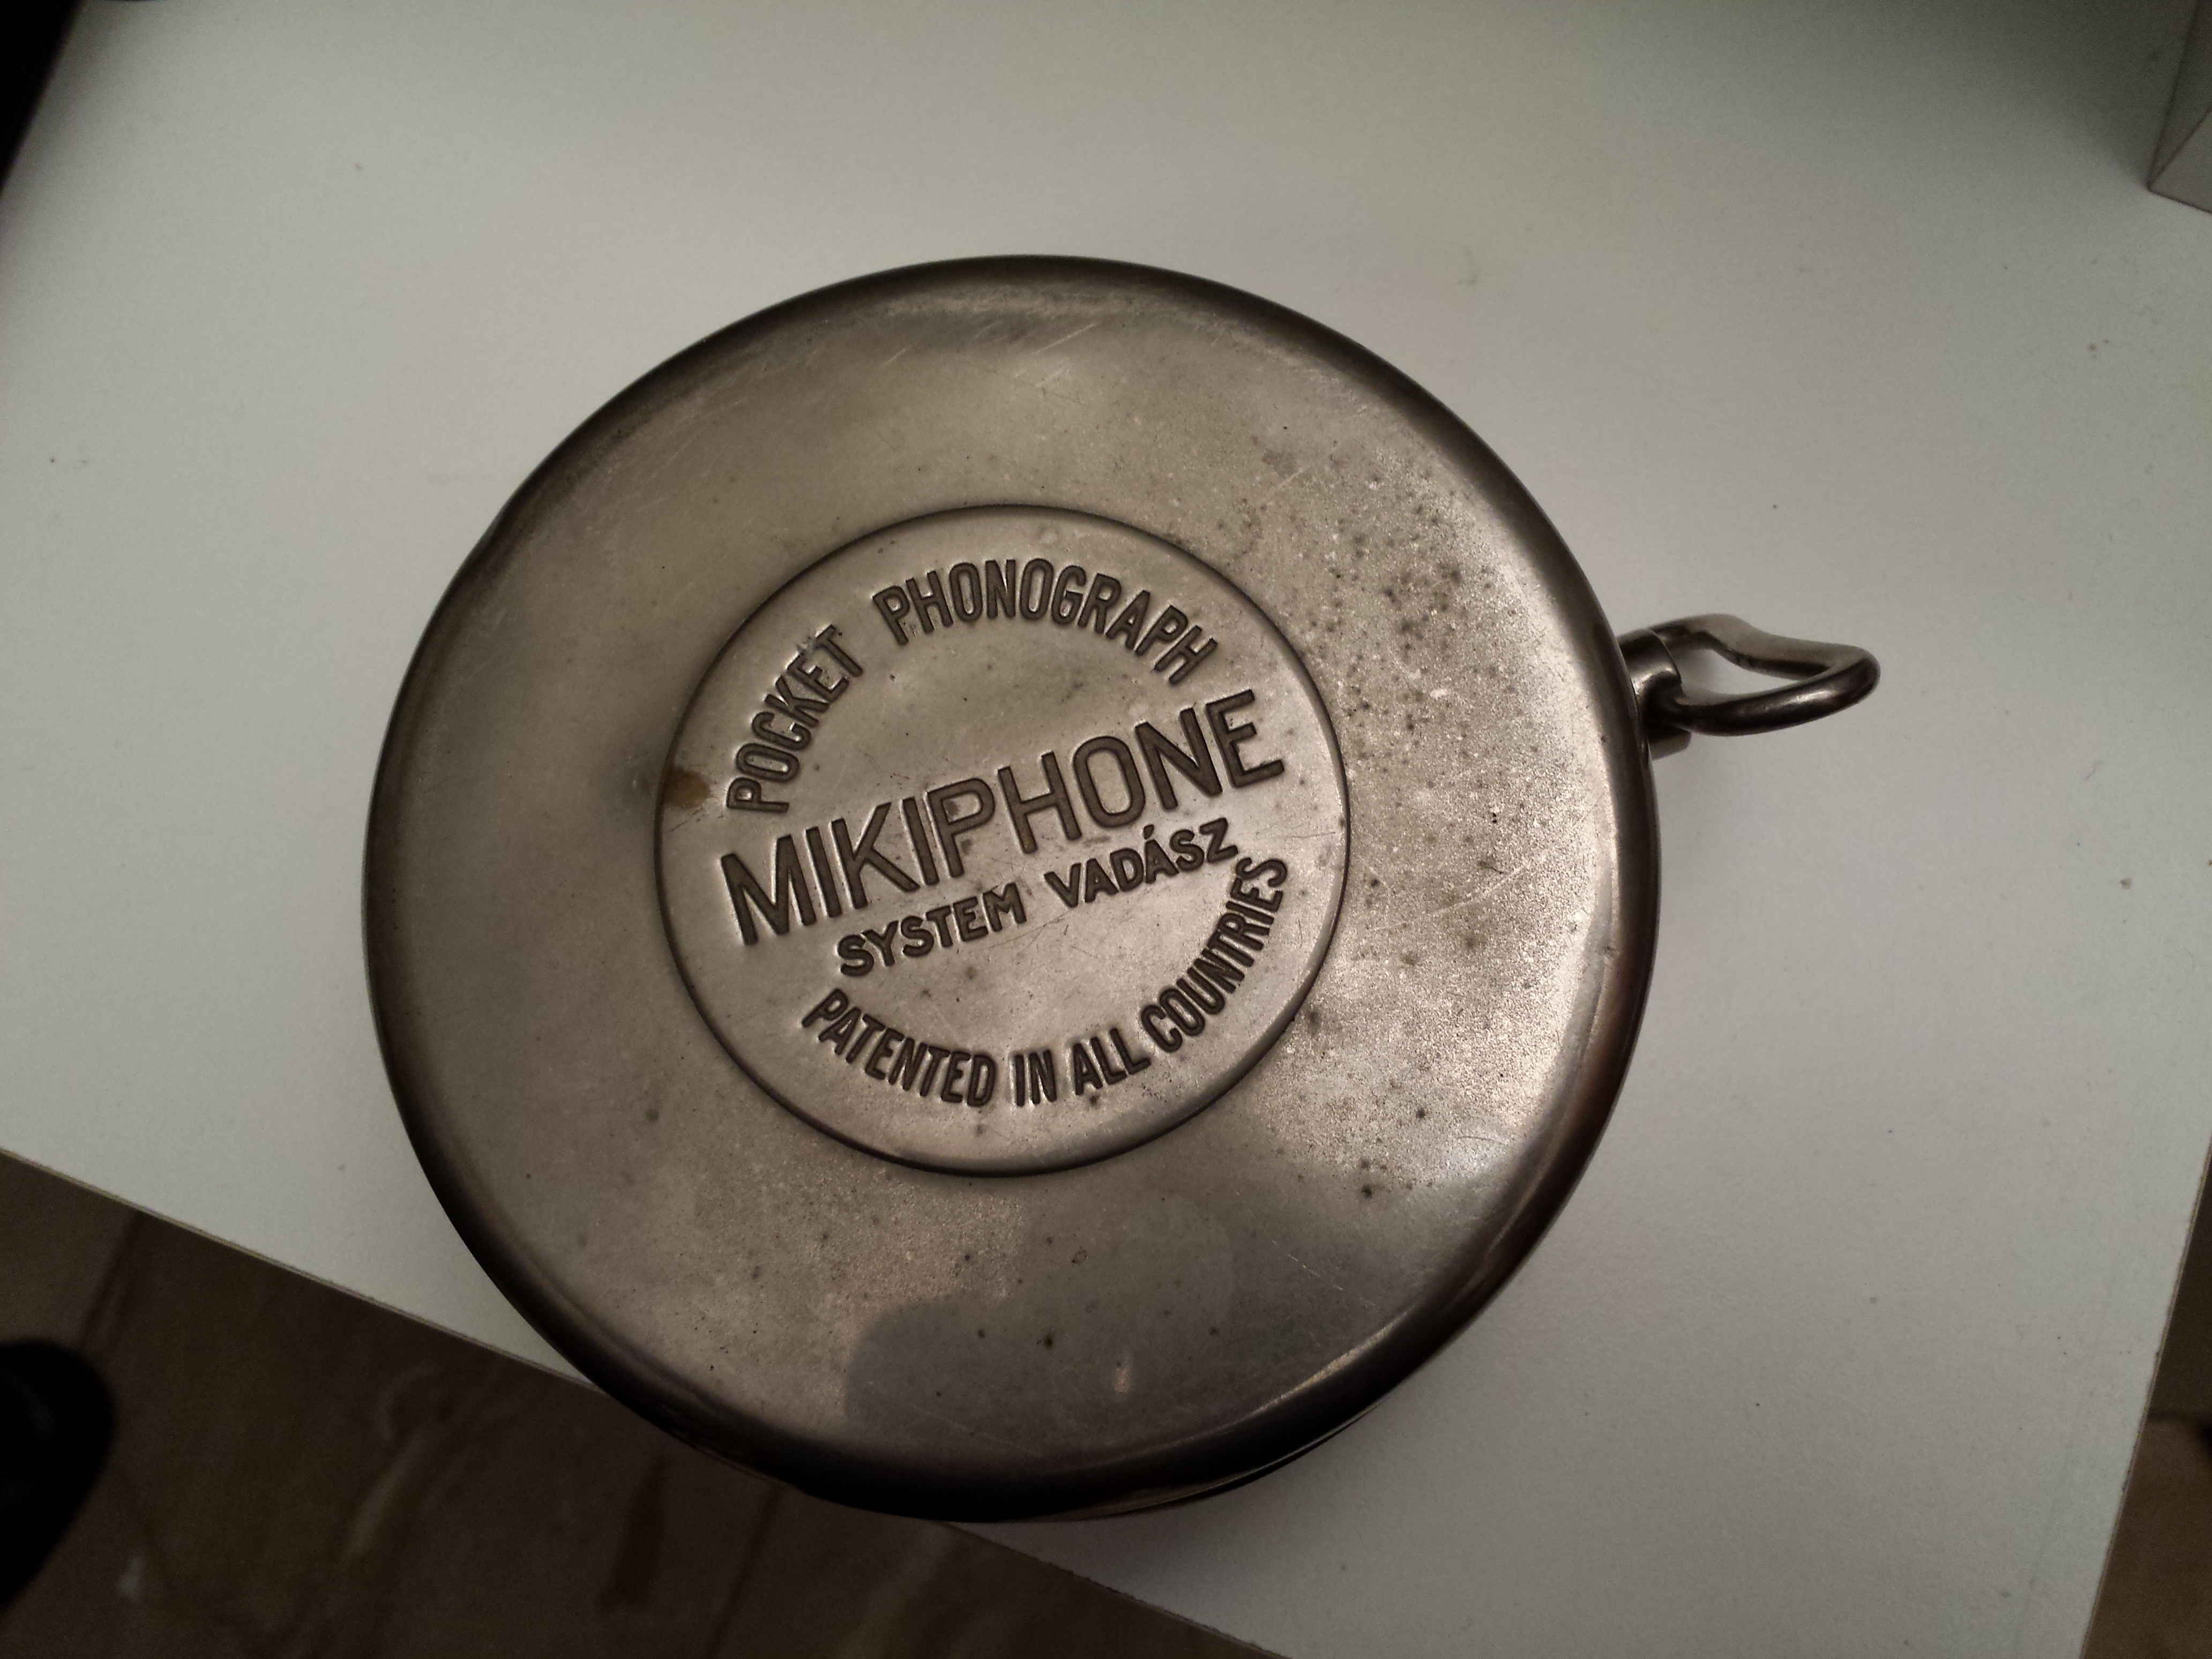 POCKET PHONOGRAPH
MIKIPHONE
SYSTEM VADÁSZ
PATENTED IN ALL COUNTRIES